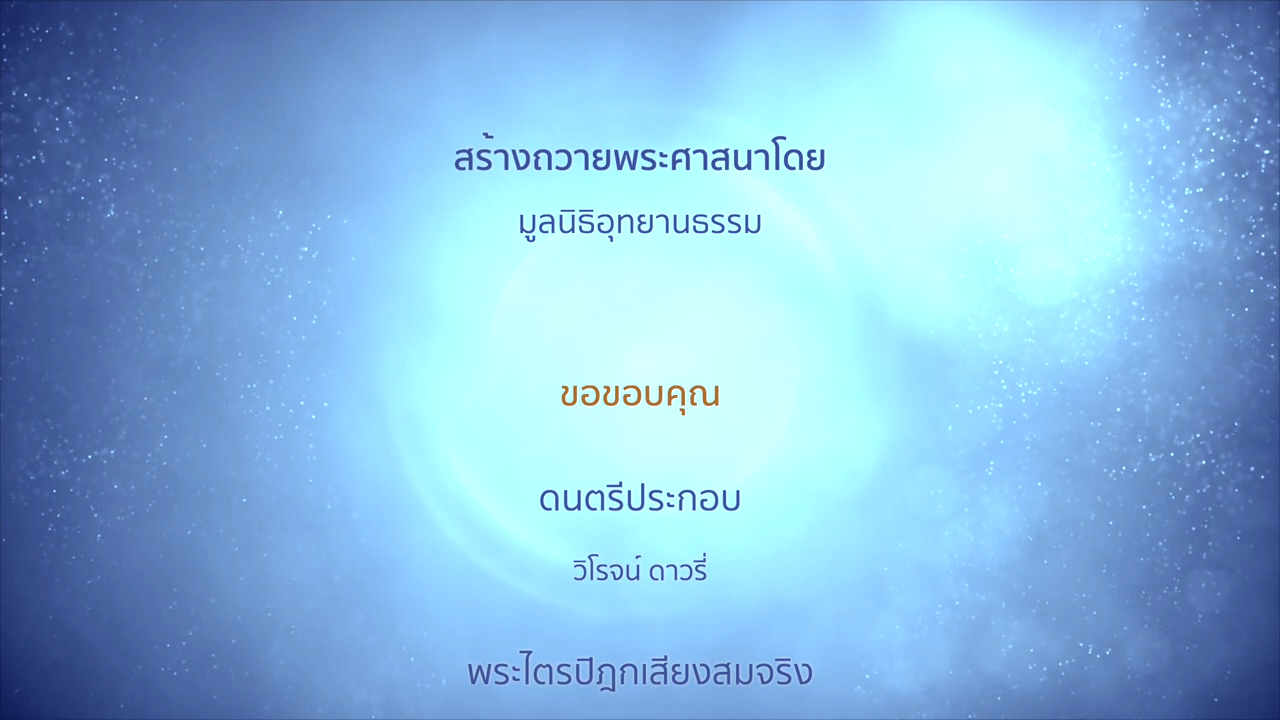 สร้างถวายพระศาสนาโดย
มูลนิธิอุทยานธรรม
ขอขอบคุณ
ดนตรีประกอบ
วิโรจน์ ดาวรี่
พระไตรปิฎกเสียงสมจริง